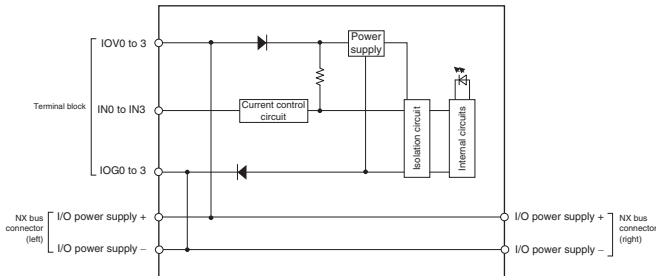 IOV0 to 3
Power
supply
Terminal block
IN0 to IN3
Current control
circuit
Isolation circuit
Internal circuits
IOG0 to 3
NX bus
connector
(left)
I/O power supply +
I/O power supply −
I/O power supply +
I/O power supply −
NX bus
connector
(right)